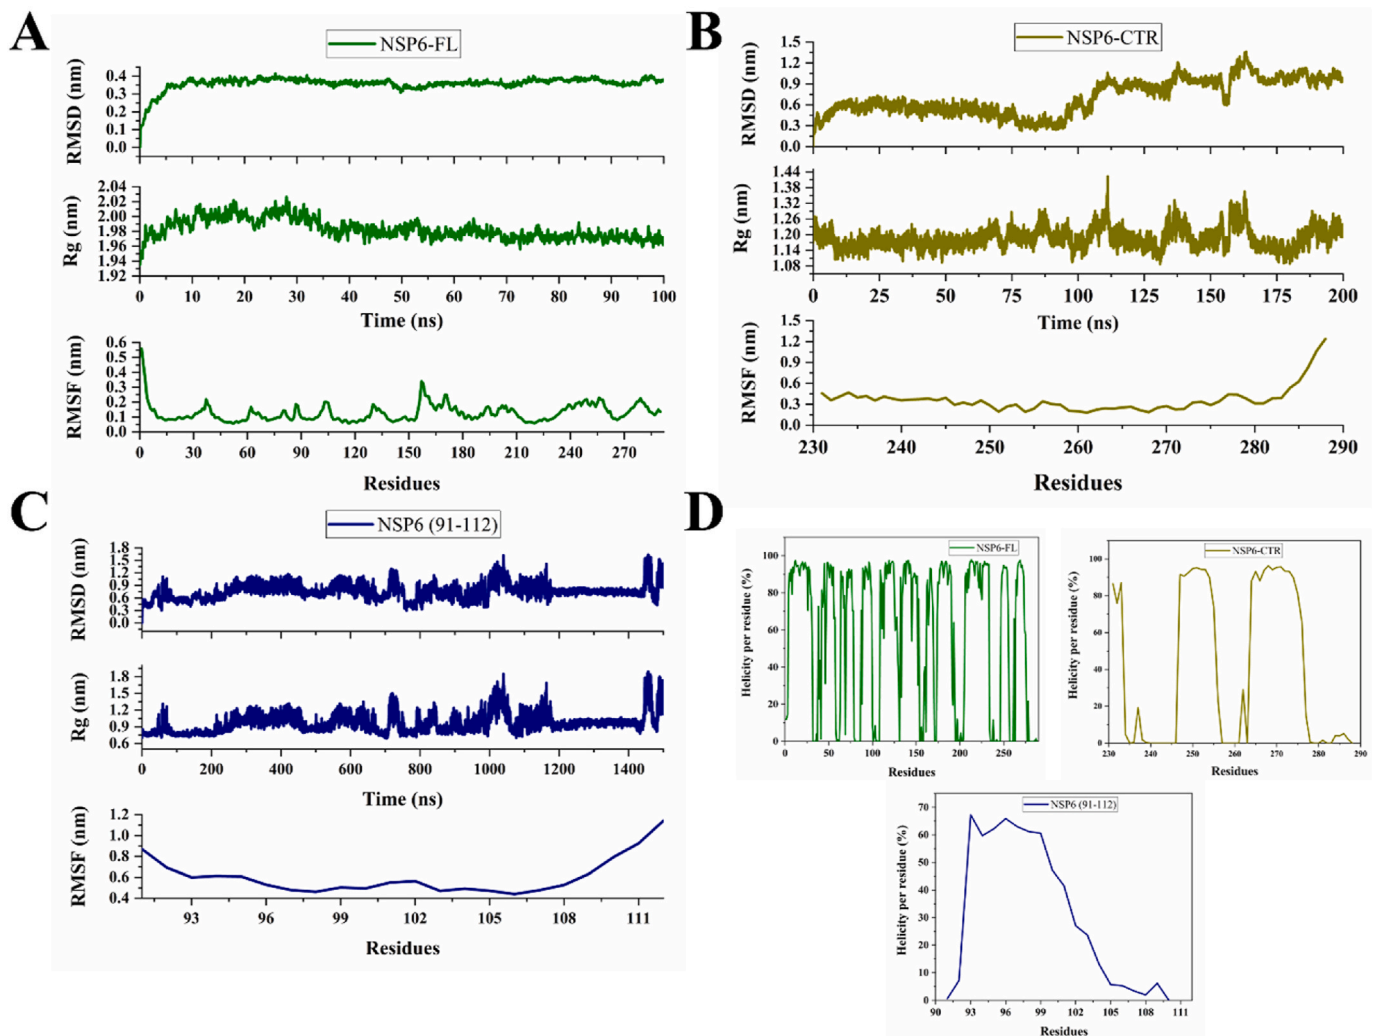 A
NSP6-FL
RMSD (nm)
0.4
0.3
0.2
0.1
0.0
Rg (nm)
2.04
2.02
2.00
1.98
1.96
1.94
1.92
0 10 20 30 40 50 60 70 80 90 100
Time (ns)
RMSF (nm)
0.6
0.5
0.4
0.3
0.2
0.1
0.0
0 30 60 90 120 150 180 210 240 270
Residues
B
NSP6-CTR
RMSD (nm)
1.5
1.2
0.9
0.6
0.3
0.0
Rg (nm)
1.44
1.38
1.32
1.26
1.20
1.14
1.08
0 25 50 75 100 125 150 175 200
Time (ns)
RMSF (nm)
1.5
1.2
0.9
0.6
0.3
0.0
230 240 250 260 270 280 290
Residues
C
NSP6 (91-112)
RMSD (nm)
1.8
1.5
1.2
0.9
0.6
0.3
0.0
Rg (nm)
1.8
1.5
1.2
0.9
0.6
0 200 400 600 800 1000 1200 1400
Time (ns)
RMSF (nm)
1.2
1.0
0.8
0.6
0.4
93 96 99 102 105 108 111
Residues
D
NSP6-FL
Helicity per residue (%)
100
80
60
40
20
0
0 50 100 150 200 250
Residues
NSP6-CTR
Helicity per residue (%)
100
80
60
40
20
0
230 240 250 260 270 280 290
Residues
NSP6 (91-112)
Helicity per residue (%)
70
60
50
40
30
20
10
0
90 93 96 99 102 105 108 111
Residues